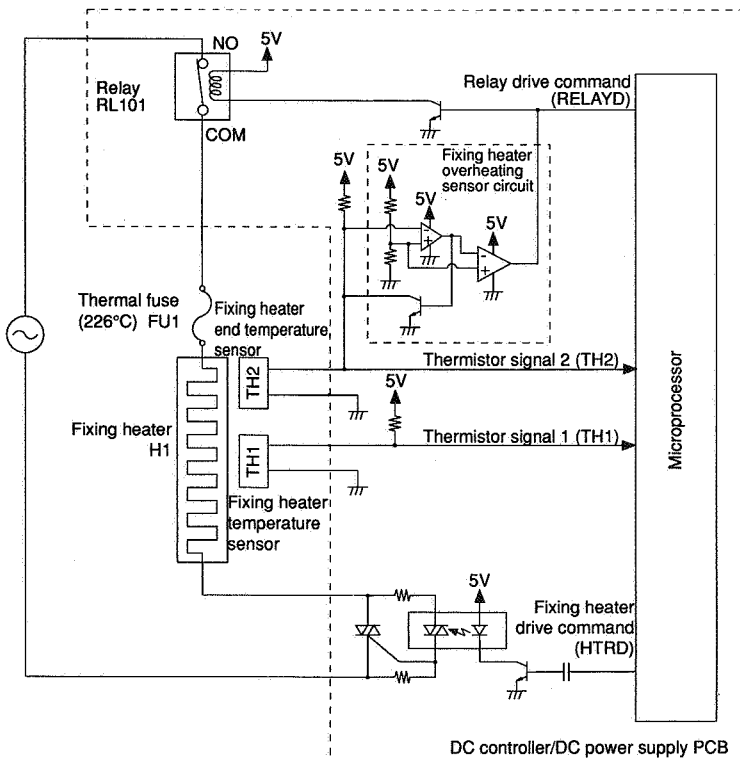 NO
5V
Relay
RL101
COM
Relay drive command
(RELAYD)
5V
5V
Fixing heater
overheating
sensor circuit
5V
5V
-
+
-
+
Thermal fuse
(226°C) FU1
Fixing heater
end temperature
sensor
TH2
Thermistor signal 2 (TH2)
5V
Fixing heater
H1
TH1
Thermistor signal 1 (TH1)
Fixing heater
temperature
sensor
Microprocessor
5V
Fixing heater
drive command
(HTRD)
DC controller/DC power supply PCB